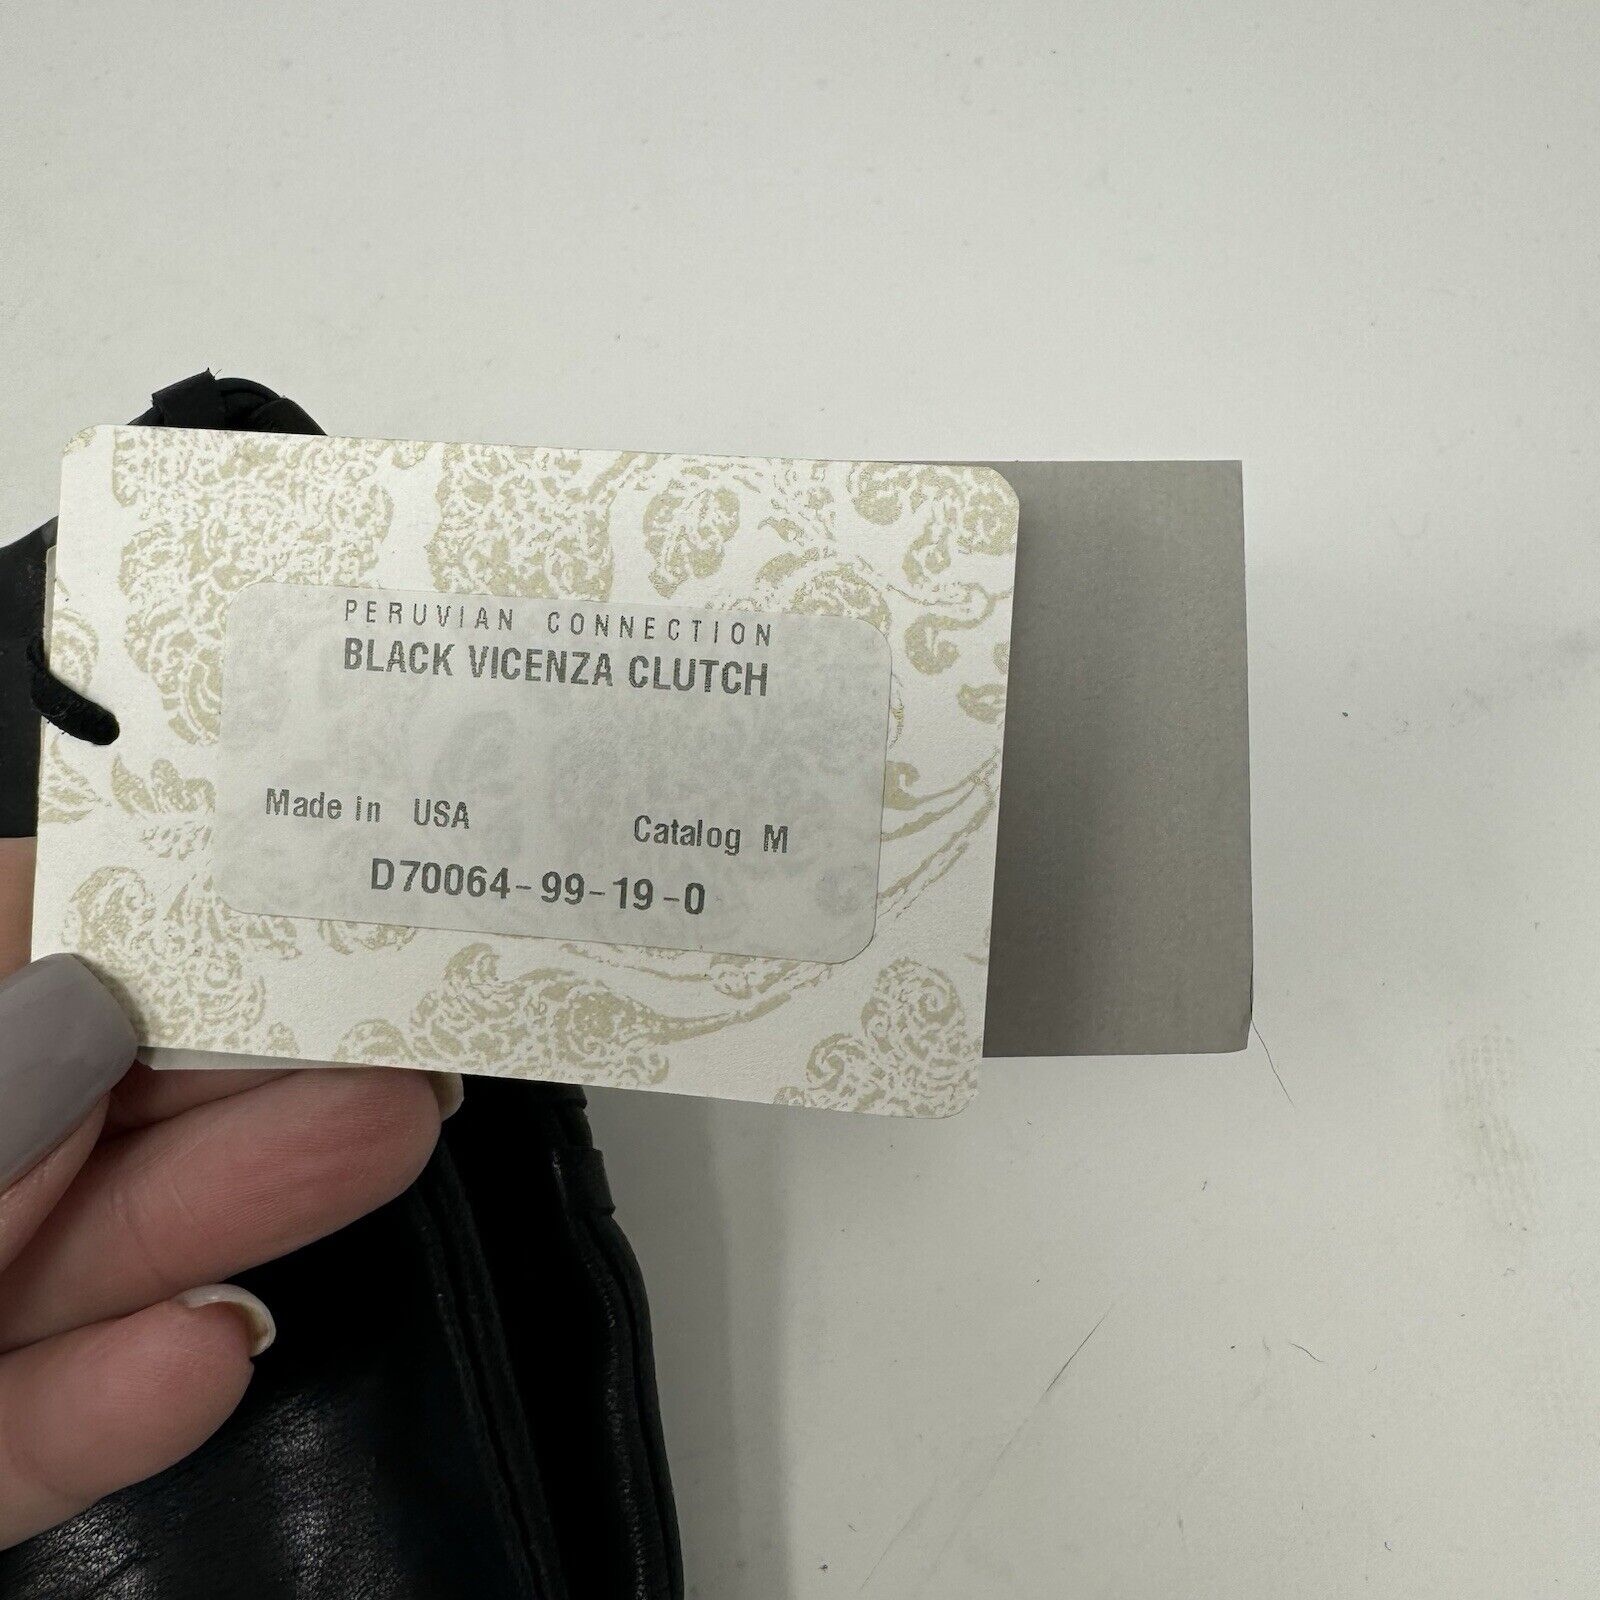 PERUVIAN CONNECTION
BLACK VICENZA CLUTCH
Made in USA Catalog M
D70064-99-19-0